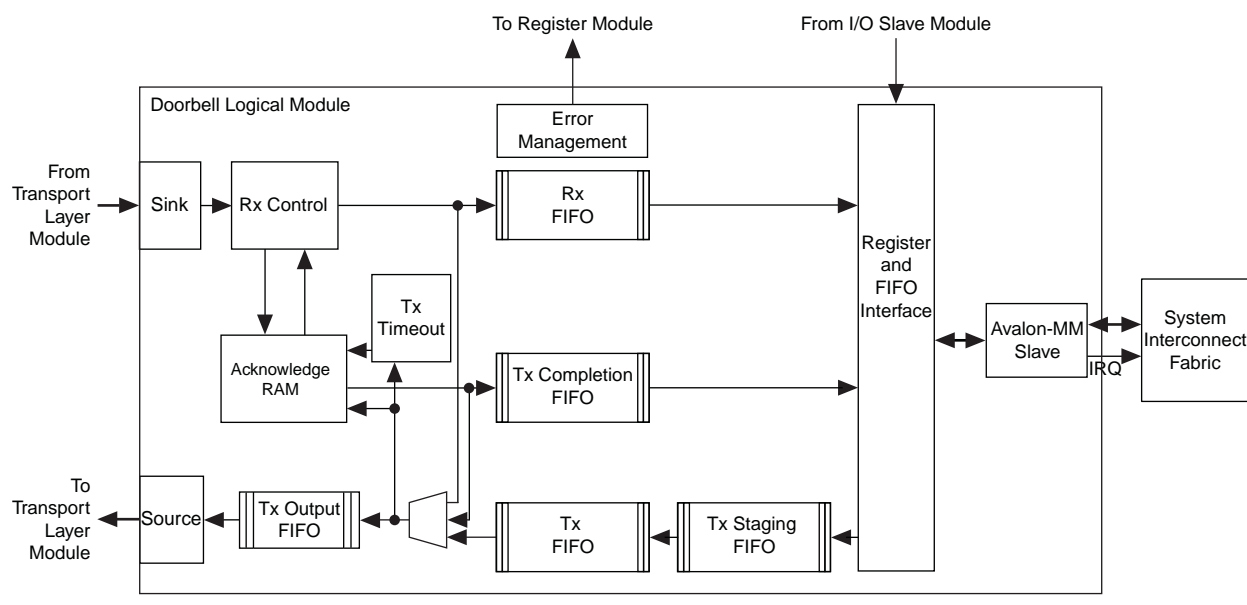 To Register Module
From I/O Slave Module
Doorbell Logical Module
Error
Management
From
Transport
Layer
Module
Sink
Rx Control
Rx
FIFO
Register
and
FIFO
Interface
Tx
Timeout
Avalon-MM
Slave
System
Interconnect
Fabric
IRQ
Acknowledge
RAM
Tx Completion
FIFO
To
Transport
Layer
Module
Source
Tx Output
FIFO
Tx
FIFO
Tx Staging
FIFO